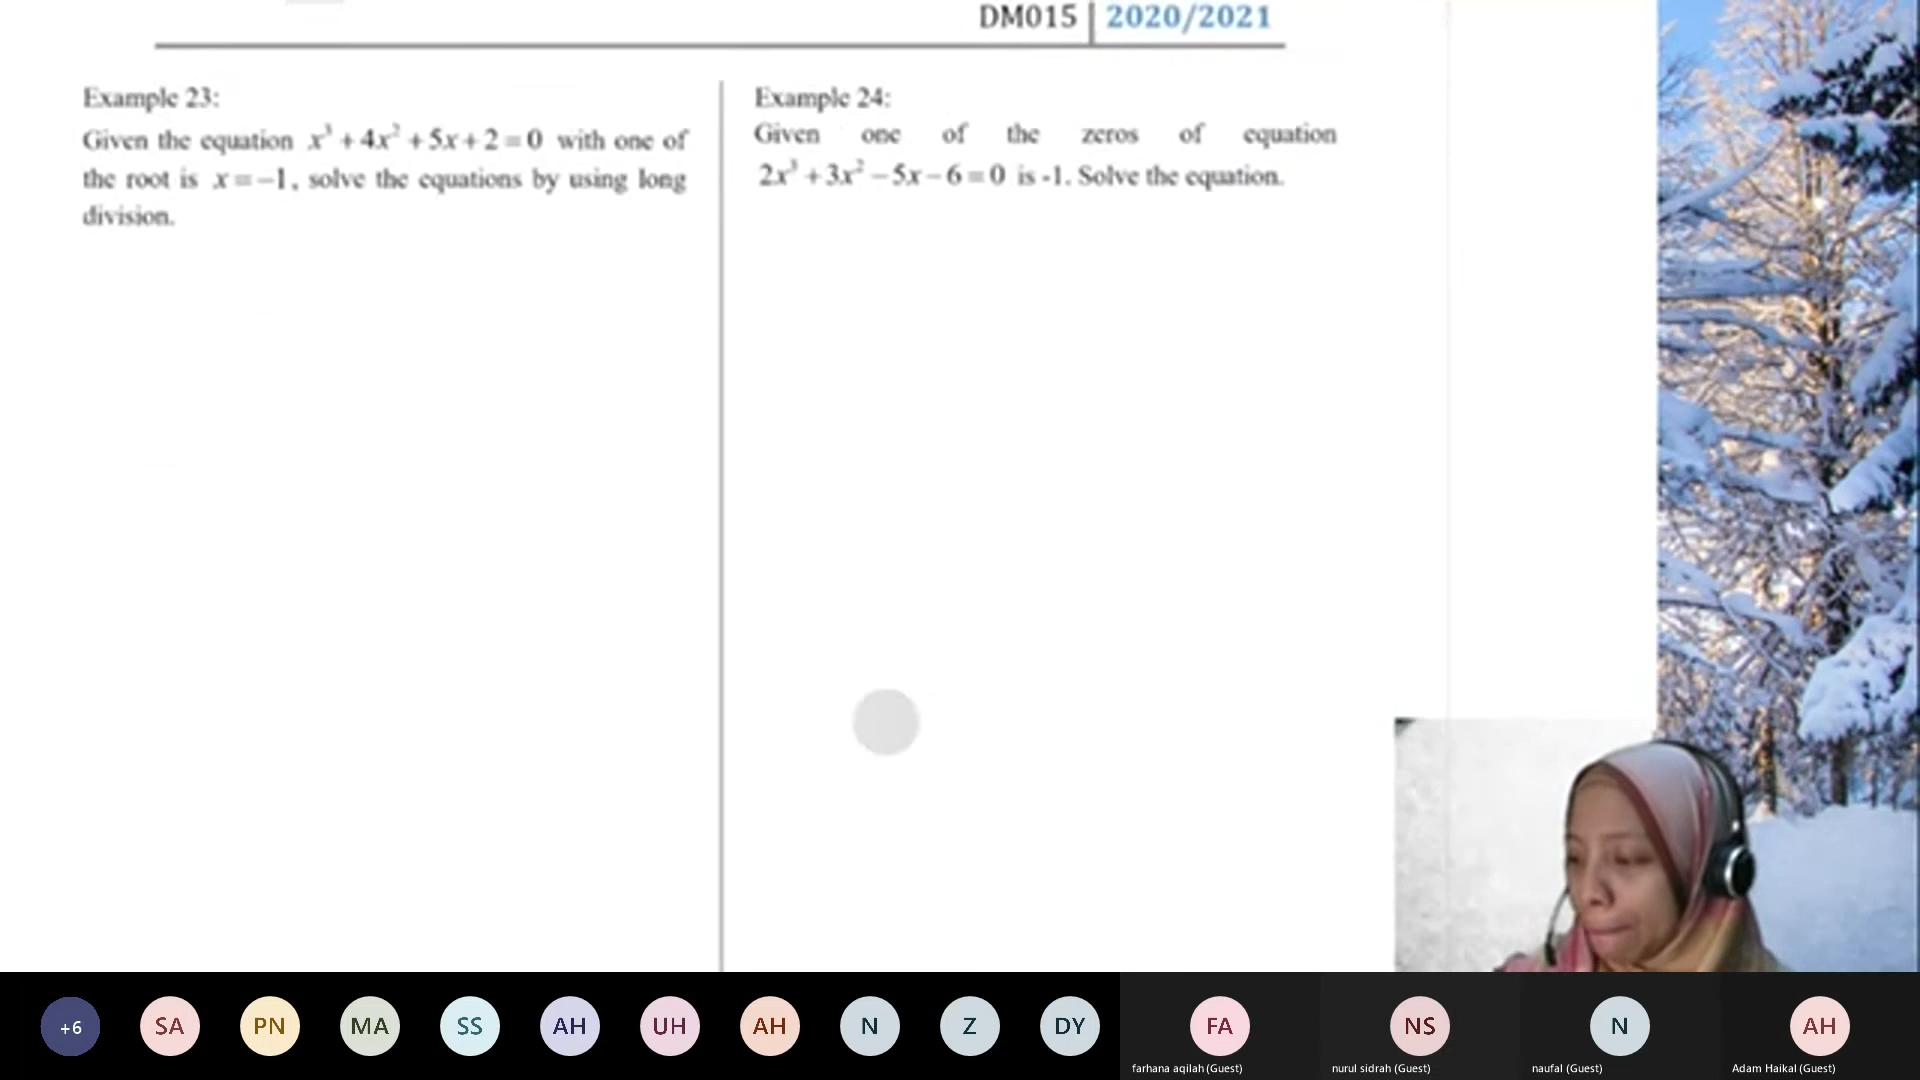 DM015 | 2020/2021
Example 23:
Given the equation x³ + 4x² + 5x + 2 = 0 with one of
the root is x = −1, solve the equations by using long
division.
Example 24:
Given one of the zeros of equation
2x³ + 3x² − 5x − 6 = 0 is -1. Solve the equation.
+6
SA
PN
MA
SS
AH
UH
AH
N
Z
DY
FA
farhana aqilah (Guest)
NS
nurul sidrah (Guest)
N
naufal (Guest)
AH
Adam Haikal (Guest)